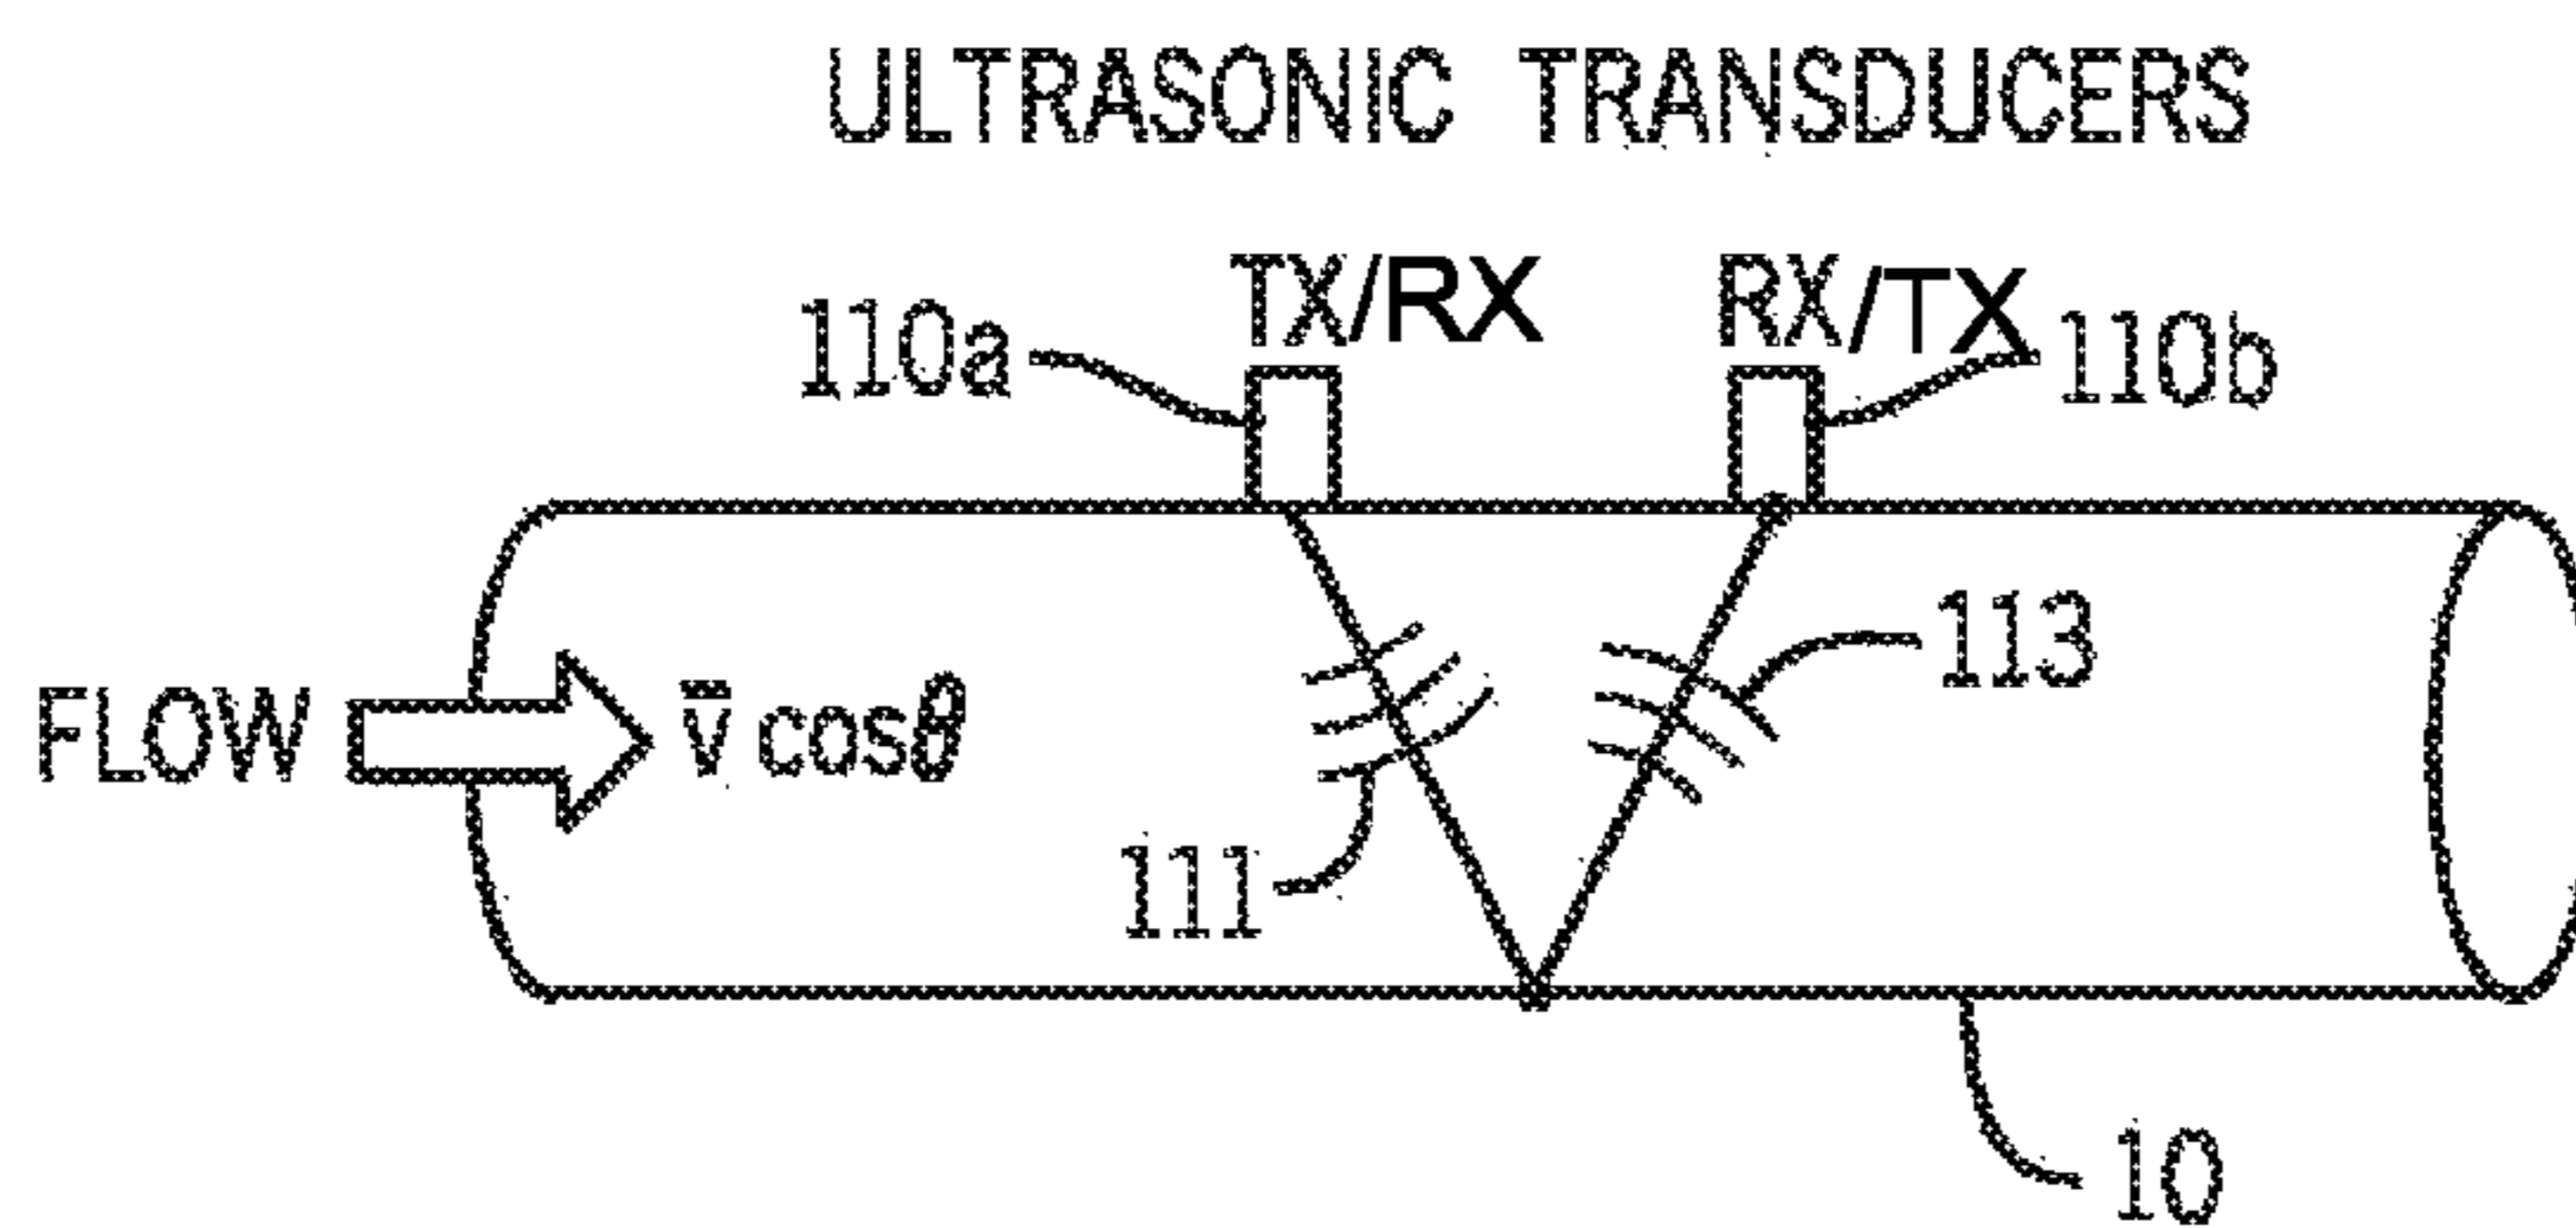 ULTRASONIC TRANSDUCERS
TX/RX RX/TX
110a 110b
113
FLOW v̄ cosθ
111
10